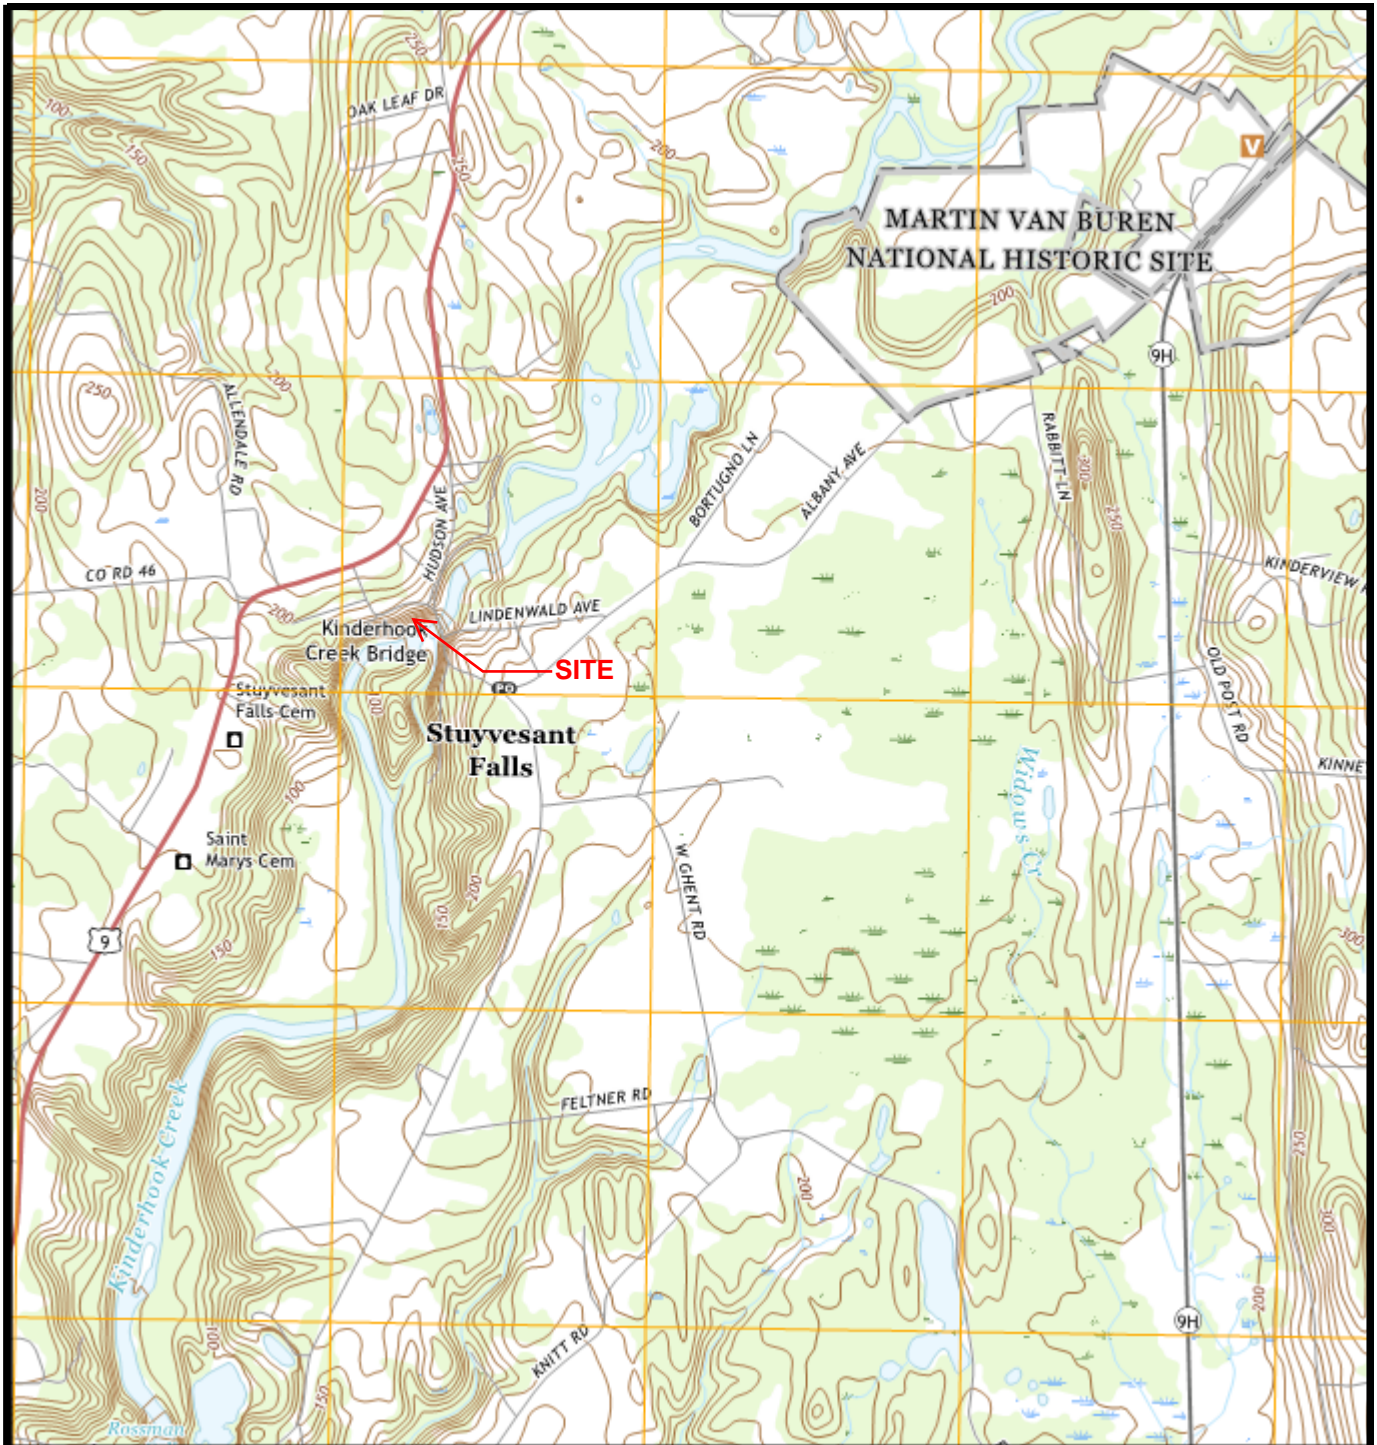 250
OAK LEAF DR
100
150
250
200
V
MARTIN VAN BUREN
NATIONAL HISTORIC SITE
200
9H
250
200
ALLENDALE RD
RABBITT LN
BORTUGNO LN
ALBANY AVE
300
250
200
HUDSON AVE
CO RD 46
KINDERVIEW
200
LINDENWALD AVE
Kinderhook
Creek Bridge
SITE
PO
OLD POST RD
Stuyvesant
Falls Cem
100
Stuyvesant
Falls
KINNE
Widows Cr
100
Saint
Marys Cem
W GHENT RD
200
150
9
150
300
FELTNER RD
Kinderhook Creek
250
200
300
200
9H
100
KNITT RD
150
Rossman